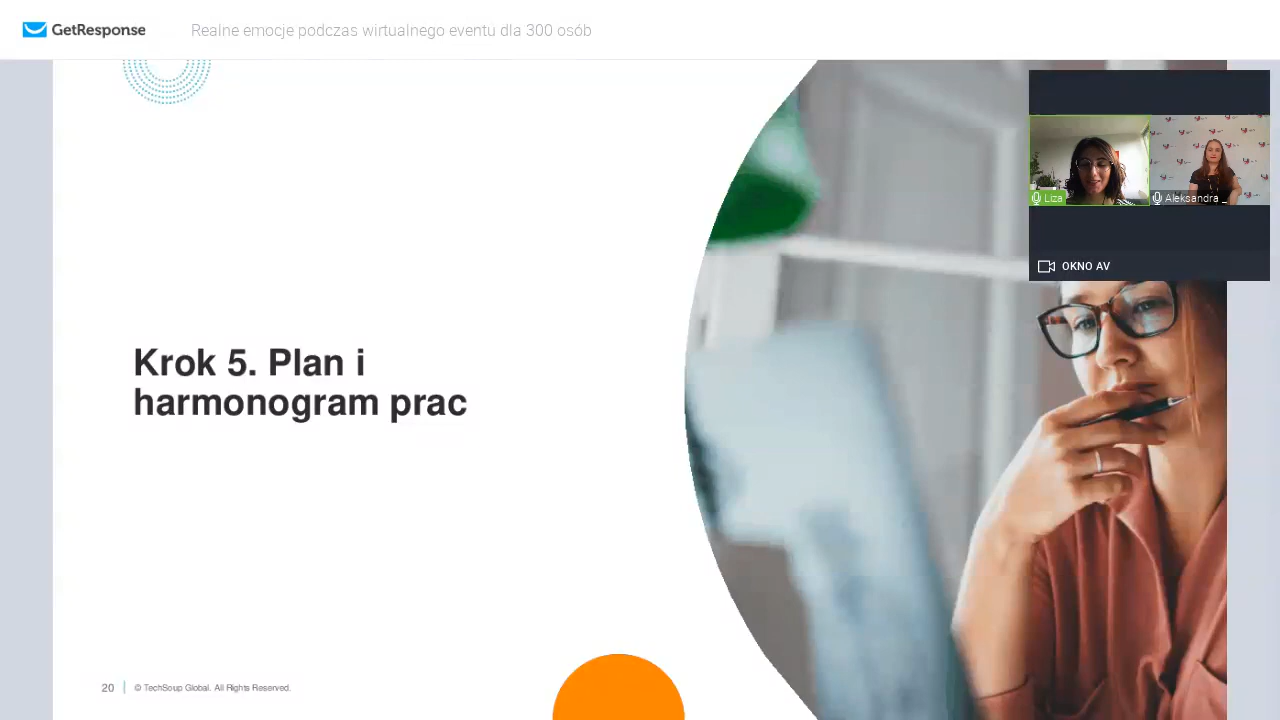 GetResponse
Realne emocje podczas wirtualnego eventu dla 300 osób
Liza
Aleksandra _
OKNO AV
Krok 5. Plan i
harmonogram prac
20
© TechSoup Global. All Rights Reserved.